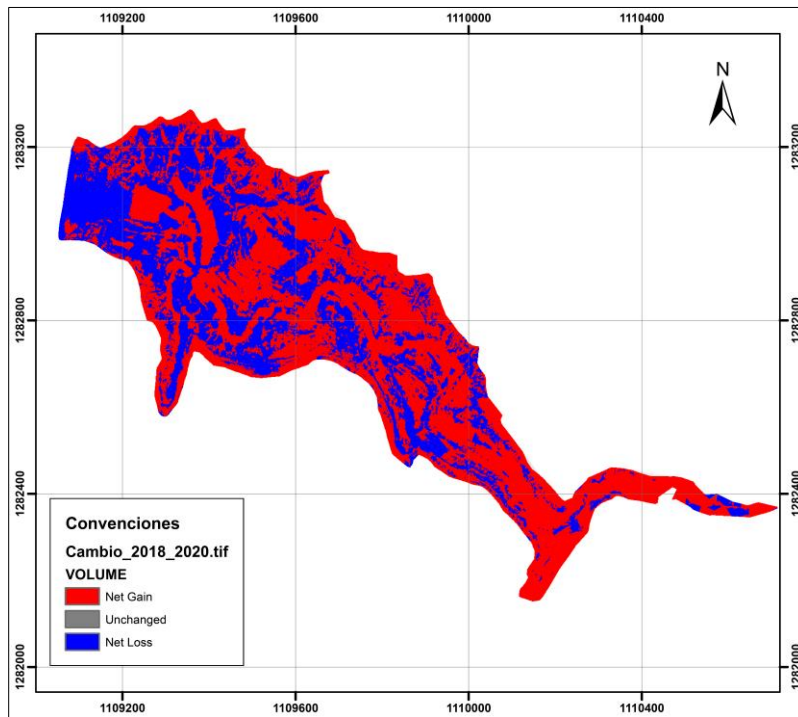 1109200 1109600 1110000 1110400
N
1283200 1283200
1282800 1282800
1282400 1282400
Convenciones
Cambio_2018_2020.tif
VOLUME
Net Gain
Unchanged
Net Loss
1282000 1282000
1109200 1109600 1110000 1110400